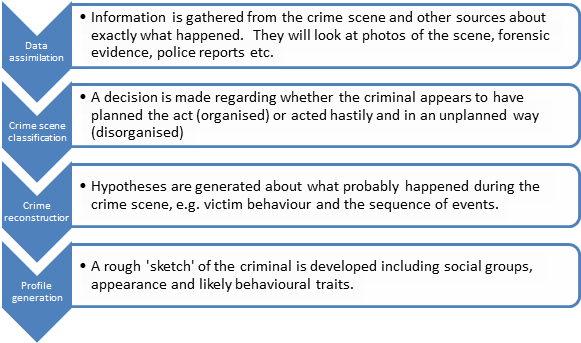 Data
assimilation
• Information is gathered from the crime scene and other sources about
exactly what happened.  They will look at photos of the scene, forensic
evidence, police reports etc.
Crime scene
classification
• A decision is made regarding whether the criminal appears to have
planned the act (organised) or acted hastily and in an unplanned way
(disorganised)
Crime
reconstruction
• Hypotheses are generated about what probably happened during the
crime scene, e.g. victim behaviour and the sequence of events.
Profile
generation
• A rough 'sketch' of the criminal is developed including social groups,
appearance and likely behavioural traits.